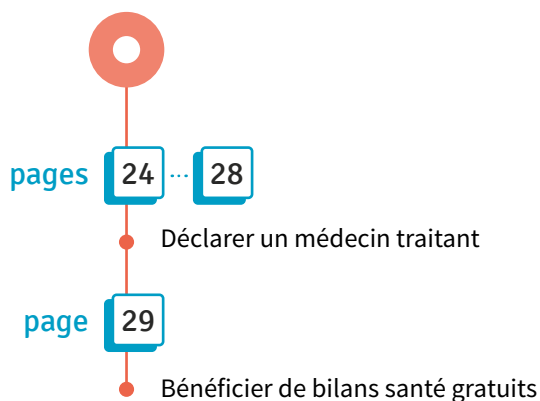 pages 24 ... 28
Déclarer un médecin traitant
page 29
Bénéficier de bilans santé gratuits